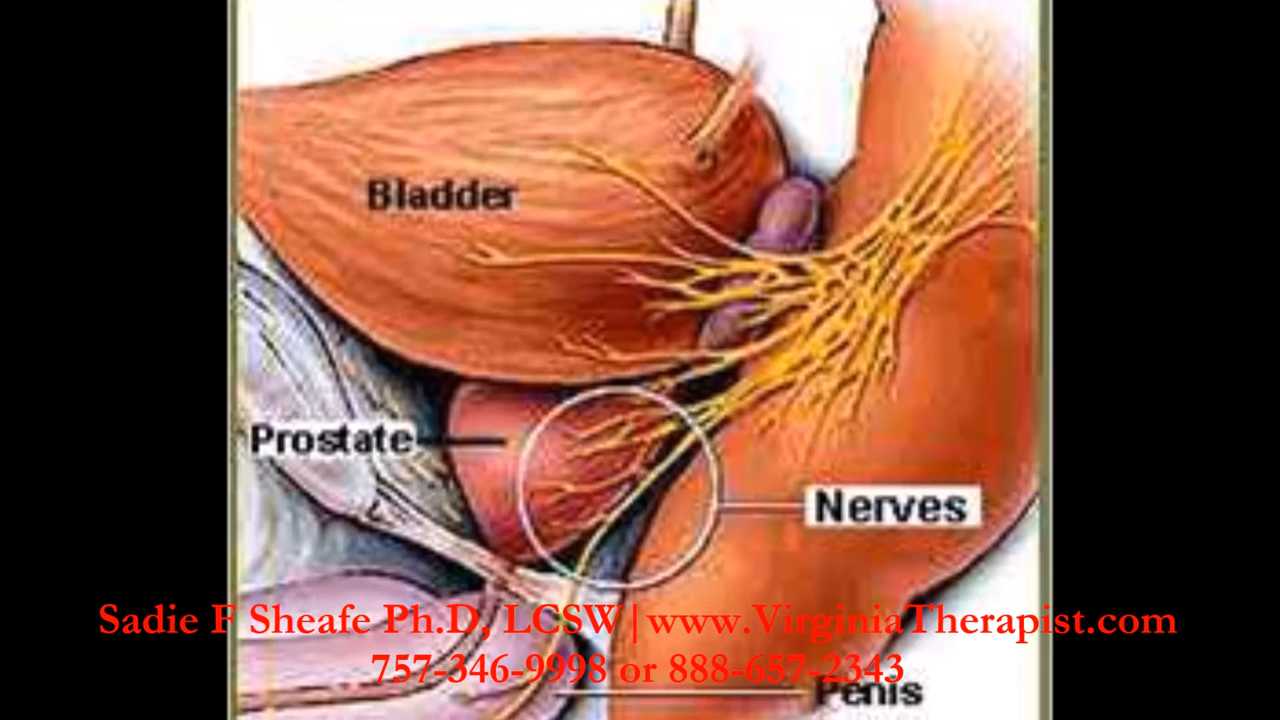 Bladder
Prostate
Nerves
Sadie F Sheafe Ph.D, LCSW|www.VirginiaTherapist.com
757-346-9998 or 888-657-2343
Penis